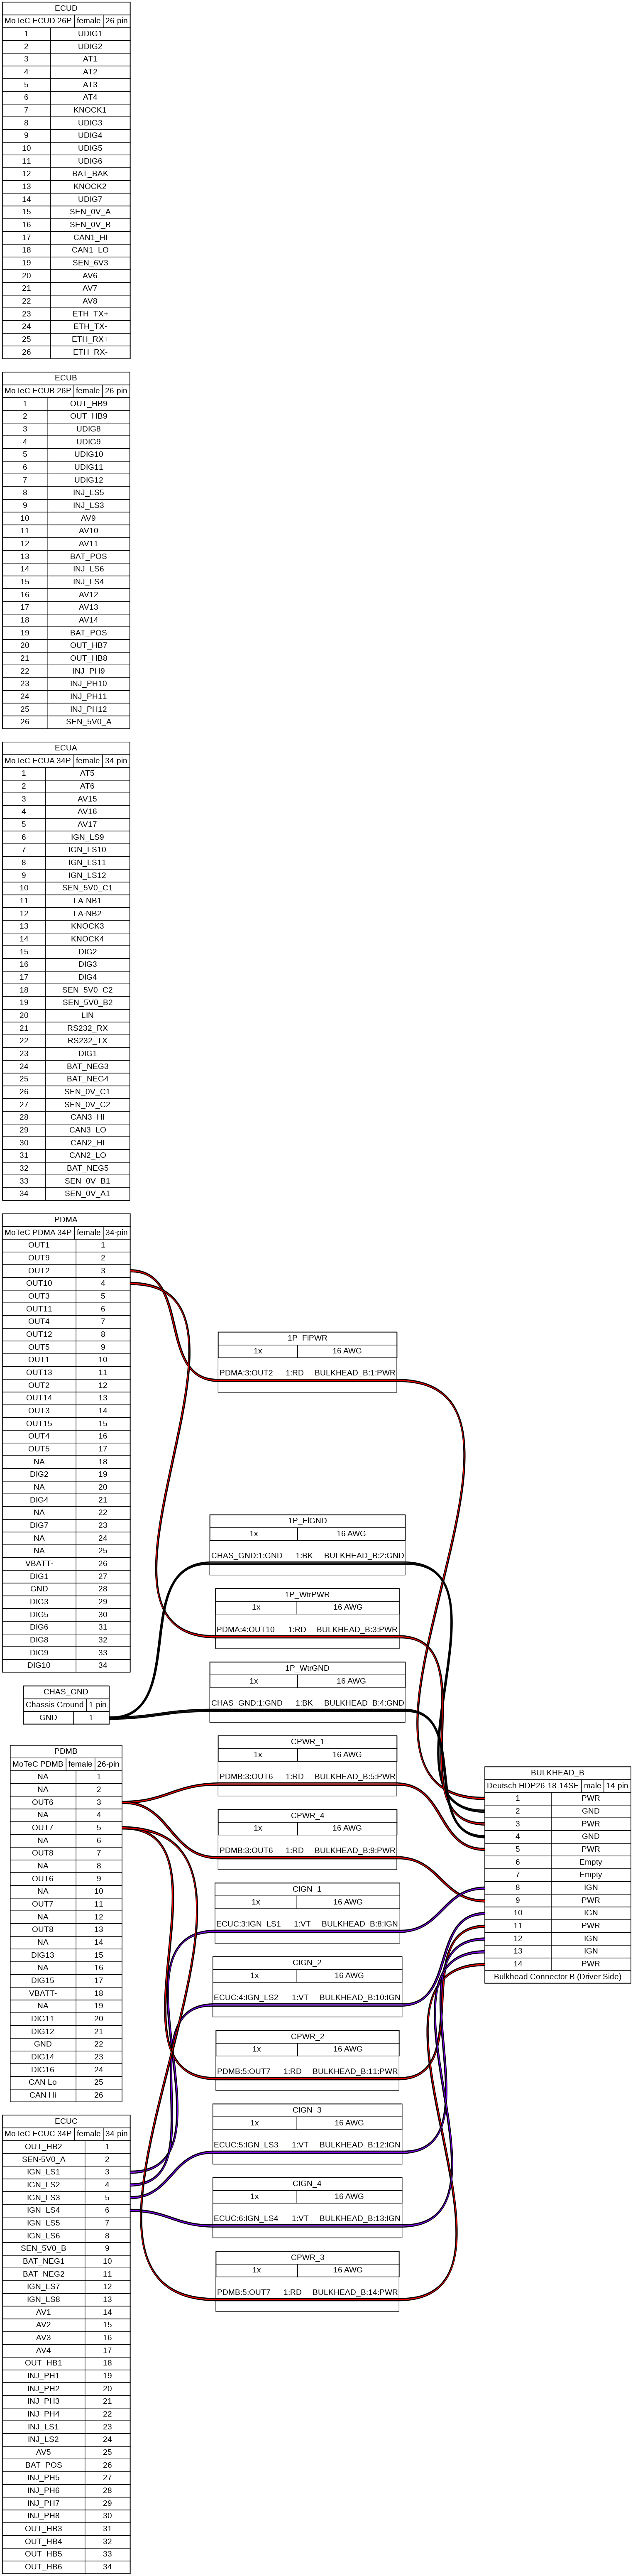 ECUD
MoTeC ECUD 26P female 26-pin
1 UDIG1
2 UDIG2
3 AT1
4 AT2
5 AT3
6 AT4
7 KNOCK1
8 UDIG3
9 UDIG4
10 UDIG5
11 UDIG6
12 BAT_BAK
13 KNOCK2
14 UDIG7
15 SEN_0V_A
16 SEN_0V_B
17 CAN1_HI
18 CAN1_LO
19 SEN_6V3
20 AV6
21 AV7
22 AV8
23 ETH_TX+
24 ETH_TX-
25 ETH_RX+
26 ETH_RX-
ECUB
MoTeC ECUB 26P female 26-pin
1 OUT_HB9
2 OUT_HB9
3 UDIG8
4 UDIG9
5 UDIG10
6 UDIG11
7 UDIG12
8 INJ_LS5
9 INJ_LS3
10 AV9
11 AV10
12 AV11
13 BAT_POS
14 INJ_LS6
15 INJ_LS4
16 AV12
17 AV13
18 AV14
19 BAT_POS
20 OUT_HB7
21 OUT_HB8
22 INJ_PH9
23 INJ_PH10
24 INJ_PH11
25 INJ_PH12
26 SEN_5V0_A
ECUA
MoTeC ECUA 34P female 34-pin
1 AT5
2 AT6
3 AV15
4 AV16
5 AV17
6 IGN_LS9
7 IGN_LS10
8 IGN_LS11
9 IGN_LS12
10 SEN_5V0_C1
11 LA-NB1
12 LA-NB2
13 KNOCK3
14 KNOCK4
15 DIG2
16 DIG3
17 DIG4
18 SEN_5V0_C2
19 SEN_5V0_B2
20 LIN
21 RS232_RX
22 RS232_TX
23 DIG1
24 BAT_NEG3
25 BAT_NEG4
26 SEN_0V_C1
27 SEN_0V_C2
28 CAN3_HI
29 CAN3_LO
30 CAN2_HI
31 CAN2_LO
32 BAT_NEG5
33 SEN_0V_B1
34 SEN_0V_A1
PDMA
MoTeC PDMA 34P female 34-pin
OUT1 1
OUT9 2
OUT2 3
OUT10 4
OUT3 5
OUT11 6
OUT4 7
OUT12 8
OUT5 9
OUT1 10
OUT13 11
OUT2 12
OUT14 13
OUT3 14
OUT15 15
OUT4 16
OUT5 17
NA 18
DIG2 19
NA 20
DIG4 21
NA 22
DIG7 23
NA 24
NA 25
VBATT- 26
DIG1 27
GND 28
DIG3 29
DIG5 30
DIG6 31
DIG8 32
DIG9 33
DIG10 34
CHAS_GND
Chassis Ground 1-pin
GND 1
PDMB
MoTeC PDMB female 26-pin
NA 1
NA 2
OUT6 3
NA 4
OUT7 5
NA 6
OUT8 7
NA 8
OUT6 9
NA 10
OUT7 11
NA 12
OUT8 13
NA 14
DIG13 15
NA 16
DIG15 17
VBATT- 18
NA 19
DIG11 20
DIG12 21
GND 22
DIG14 23
DIG16 24
CAN Lo 25
CAN Hi 26
ECUC
MoTeC ECUC 34P female 34-pin
OUT_HB2 1
SEN-5V0_A 2
IGN_LS1 3
IGN_LS2 4
IGN_LS3 5
IGN_LS4 6
IGN_LS5 7
IGN_LS6 8
SEN_5V0_B 9
BAT_NEG1 10
BAT_NEG2 11
IGN_LS7 12
IGN_LS8 13
AV1 14
AV2 15
AV3 16
AV4 17
OUT_HB1 18
INJ_PH1 19
INJ_PH2 20
INJ_PH3 21
INJ_PH4 22
INJ_LS1 23
INJ_LS2 24
AV5 25
BAT_POS 26
INJ_PH5 27
INJ_PH6 28
INJ_PH7 29
INJ_PH8 30
OUT_HB3 31
OUT_HB4 32
OUT_HB5 33
OUT_HB6 34
1P_FlPWR
1x 16 AWG
PDMA:3:OUT2 1:RD BULKHEAD_B:1:PWR
1P_FlGND
1x 16 AWG
CHAS_GND:1:GND 1:BK BULKHEAD_B:2:GND
1P_WtrPWR
1x 16 AWG
PDMA:4:OUT10 1:RD BULKHEAD_B:3:PWR
1P_WtrGND
1x 16 AWG
CHAS_GND:1:GND 1:BK BULKHEAD_B:4:GND
CPWR_1
1x 16 AWG
PDMB:3:OUT6 1:RD BULKHEAD_B:5:PWR
CPWR_4
1x 16 AWG
PDMB:3:OUT6 1:RD BULKHEAD_B:9:PWR
CIGN_1
1x 16 AWG
ECUC:3:IGN_LS1 1:VT BULKHEAD_B:8:IGN
CIGN_2
1x 16 AWG
ECUC:4:IGN_LS2 1:VT BULKHEAD_B:10:IGN
CPWR_2
1x 16 AWG
PDMB:5:OUT7 1:RD BULKHEAD_B:11:PWR
CIGN_3
1x 16 AWG
ECUC:5:IGN_LS3 1:VT BULKHEAD_B:12:IGN
CIGN_4
1x 16 AWG
ECUC:6:IGN_LS4 1:VT BULKHEAD_B:13:IGN
CPWR_3
1x 16 AWG
PDMB:5:OUT7 1:RD BULKHEAD_B:14:PWR
BULKHEAD_B
Deutsch HDP26-18-14SE male 14-pin
1 PWR
2 GND
3 PWR
4 GND
5 PWR
6 Empty
7 Empty
8 IGN
9 PWR
10 IGN
11 PWR
12 IGN
13 IGN
14 PWR
Bulkhead Connector B (Driver Side)